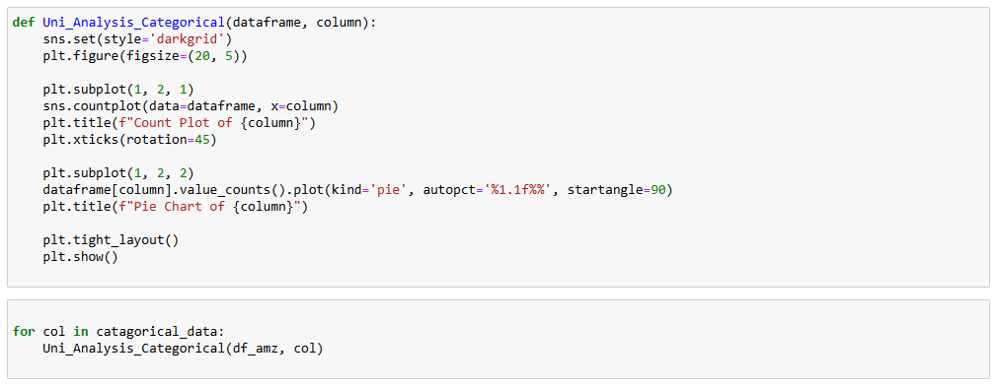 def Uni_Analysis_Categorical(dataframe, column):
    sns.set(style='darkgrid')
    plt.figure(figsize=(20, 5))
    plt.subplot(1, 2, 1)
    sns.countplot(data=dataframe, x=column)
    plt.title(f"Count Plot of {column}")
    plt.xticks(rotation=45)
    plt.subplot(1, 2, 2)
    dataframe[column].value_counts().plot(kind='pie', autopct='%1.1f%%', startangle=90)
    plt.title(f"Pie Chart of {column}")
    plt.tight_layout()
    plt.show()
for col in catagorical_data:
    Uni_Analysis_Categorical(df_amz, col)